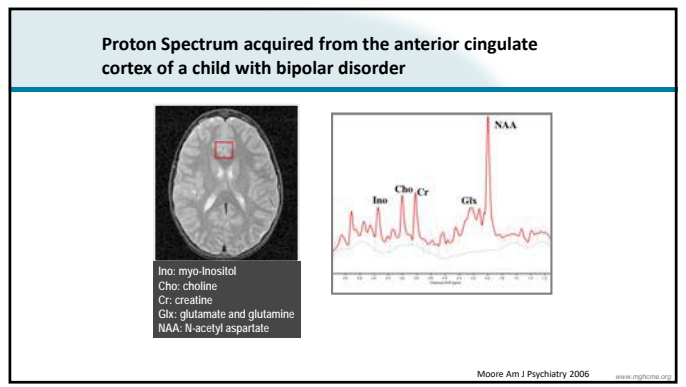 Proton Spectrum acquired from the anterior cingulate
cortex of a child with bipolar disorder
Ino
Cho
Cr
Glx
NAA
Ino: myo-Inositol
Cho: choline
Cr: creatine
Glx: glutamate and glutamine
NAA: N-acetyl aspartate
Moore Am J Psychiatry 2006
www.mghcme.org